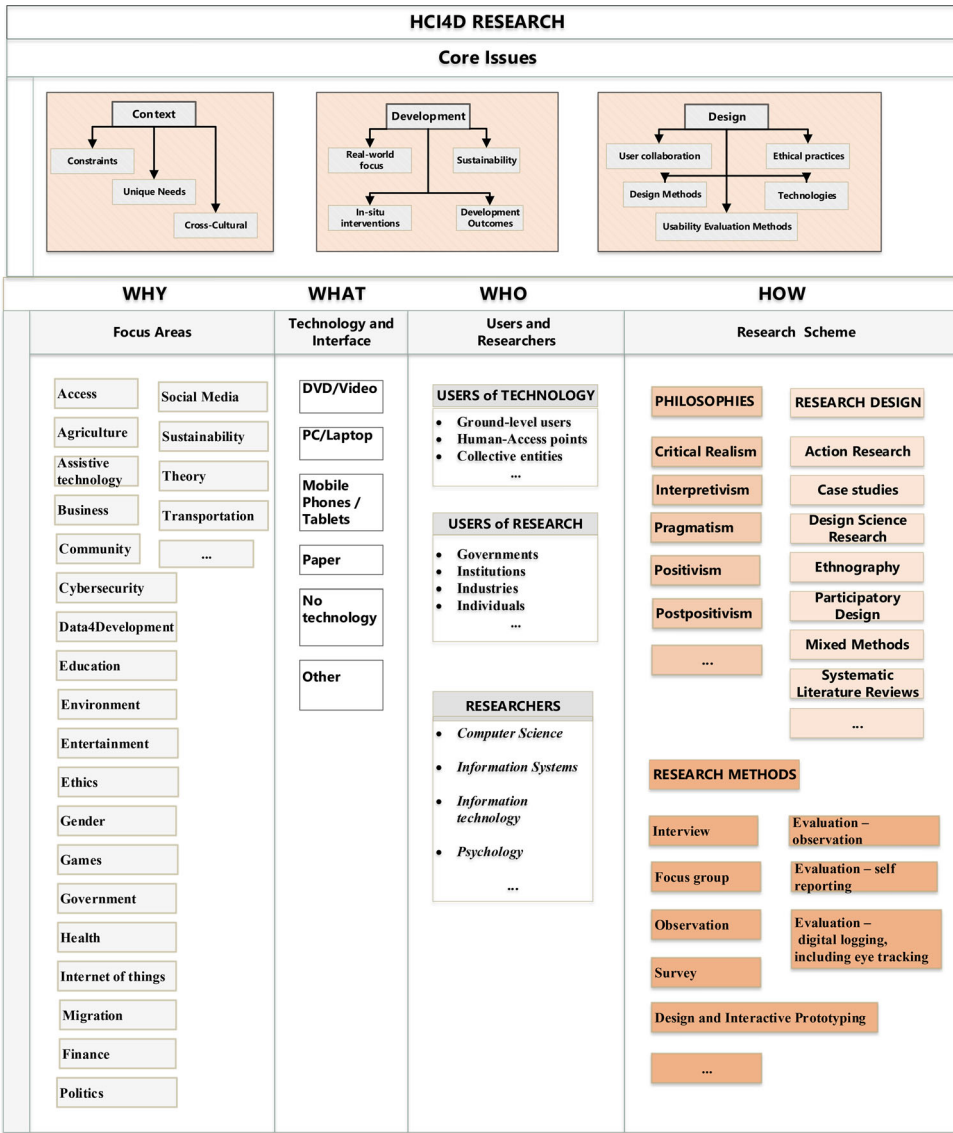 HCI4D RESEARCH
Core Issues
Context
Constraints
Unique Needs
Cross-Cultural
Development
Real-world
focus
Sustainability
In-situ
interventions
Development
Outcomes
Design
User collaboration
Ethical practices
Design Methods
Technologies
Usability Evaluation Methods
WHY
WHAT
WHO
HOW
Focus Areas
Technology and
Interface
Users and
Researchers
Research Scheme
Access
Agriculture
Assistive
technology
Business
Community
Cybersecurity
Data4Development
Education
Environment
Entertainment
Ethics
Gender
Games
Government
Health
Internet of things
Migration
Finance
Politics
Social Media
Sustainability
Theory
Transportation
...
DVD/Video
PC/Laptop
Mobile
Phones /
Tablets
Paper
No
technology
Other
USERS of TECHNOLOGY
• Ground-level users
• Human-Access points
• Collective entities
...
USERS of RESEARCH
• Governments
• Institutions
• Industries
• Individuals
...
RESEARCHERS
• Computer Science
• Information Systems
• Information
technology
• Psychology
...
PHILOSOPHIES
Critical Realism
Interpretivism
Pragmatism
Positivism
Postpositivism
...
RESEARCH DESIGN
Action Research
Case studies
Design Science
Research
Ethnography
Participatory
Design
Mixed Methods
Systematic
Literature Reviews
...
RESEARCH METHODS
Interview
Focus group
Observation
Survey
Evaluation –
observation
Evaluation – self
reporting
Evaluation –
digital logging,
including eye tracking
Design and Interactive Prototyping
...